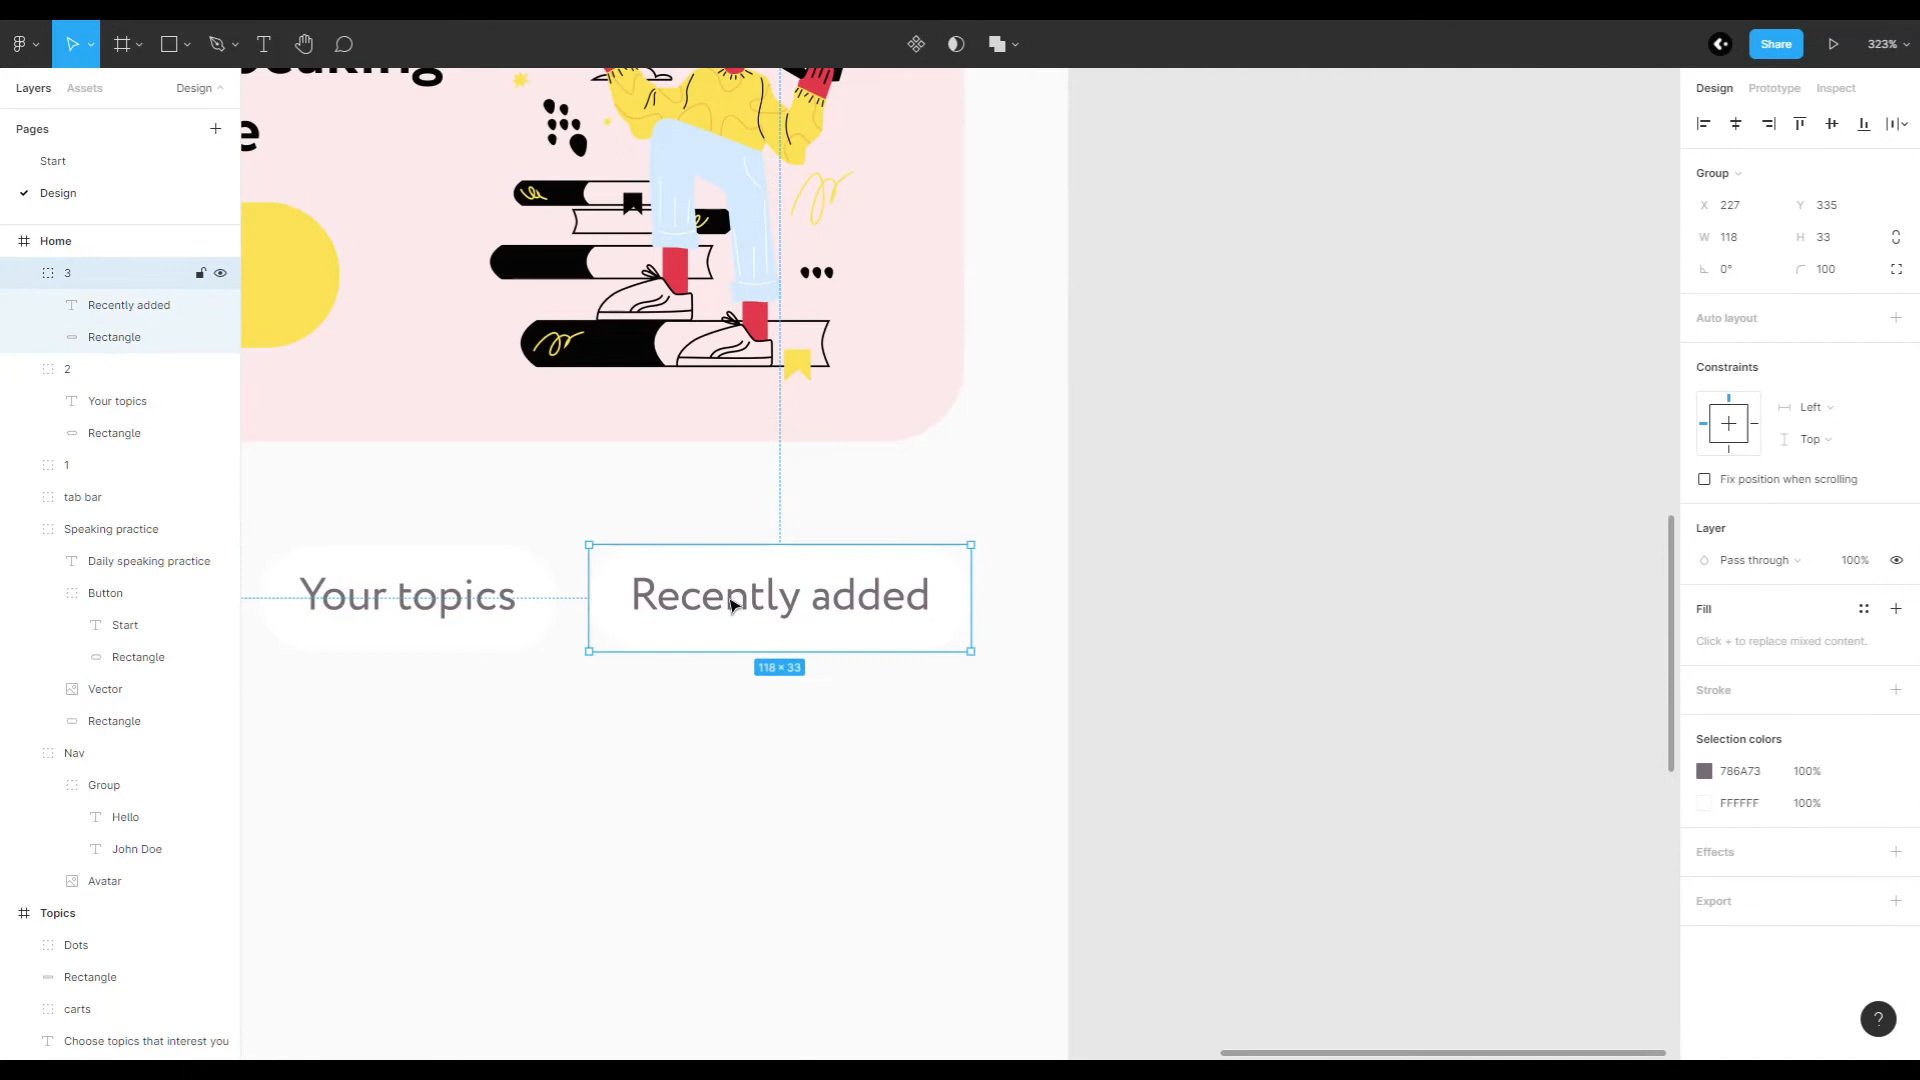 Share
323%
Layers
Assets
Design
Pages
Start
Design
Home
3
Recently added
Rectangle
2
Your topics
Rectangle
1
tab bar
Speaking practice
Daily speaking practice
Button
Start
Rectangle
Vector
Rectangle
Nav
Group
Hello
John Doe
Avatar
Topics
Dots
Rectangle
carts
Choose topics that interest you
e
Your topics
Recently added
118 × 33
Design
Prototype
Inspect
Group
X 227
Y 335
W 118
H 33
0°
100
Auto layout
Constraints
Left
Top
Fix position when scrolling
Layer
Pass through
100%
Fill
Click + to replace mixed content.
Stroke
Selection colors
786A73 100%
FFFFFF 100%
Effects
Export
?